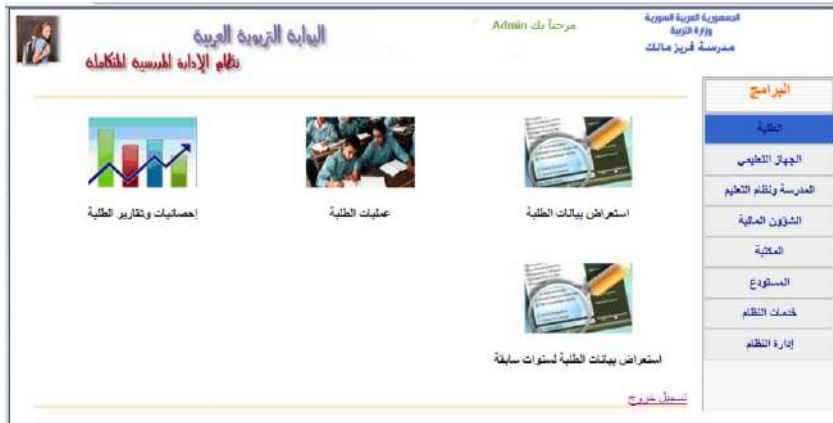 الجمهورية العربية السورية
وزارة التربية
مدرسة فريز مالك
مرحباً بك Admin
البوابة التربوية العربية
نظام الإدارة المدرسية المتكاملة
البرامج
الطلبة
الجهاز التعليمي
المدرسة ونظام التعليم
الشؤون المالية
المكتبة
المستودع
خدمات النظام
إدارة النظام
استعراض بيانات الطلبة
عمليات الطلبة
إحصائيات وتقارير الطلبة
استعراض بيانات الطلبة لسنوات سابقة
تسجيل خروج